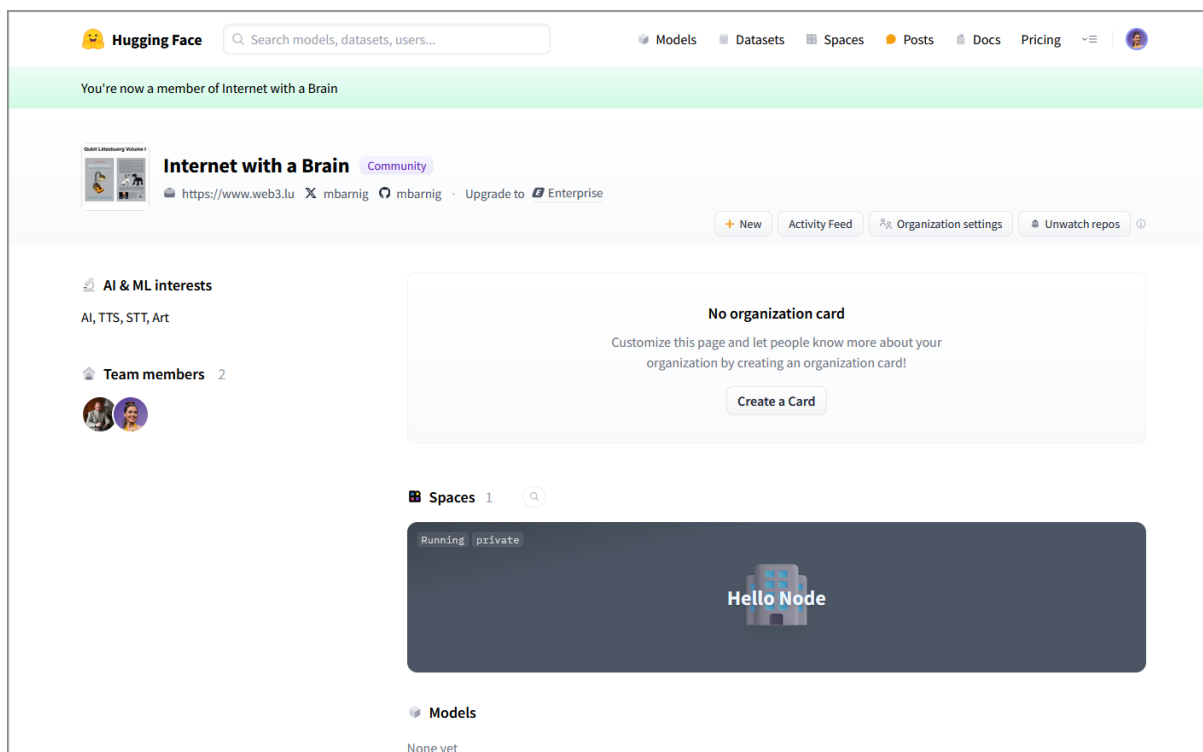 Hugging Face
Search models, datasets, users...
Models
Datasets
Spaces
Posts
Docs
Pricing
You're now a member of Internet with a Brain
Qubit Lëtzebuerg Volume I
Internet with a Brain
Community
https://www.web3.lu mbarnig mbarnig · Upgrade to Enterprise
+ New
Activity Feed
Organization settings
Unwatch repos
AI & ML interests
AI, TTS, STT, Art
Team members 2
No organization card
Customize this page and let people know more about your
organization by creating an organization card!
Create a Card
Spaces 1
Running private
Hello Node
Models
None yet